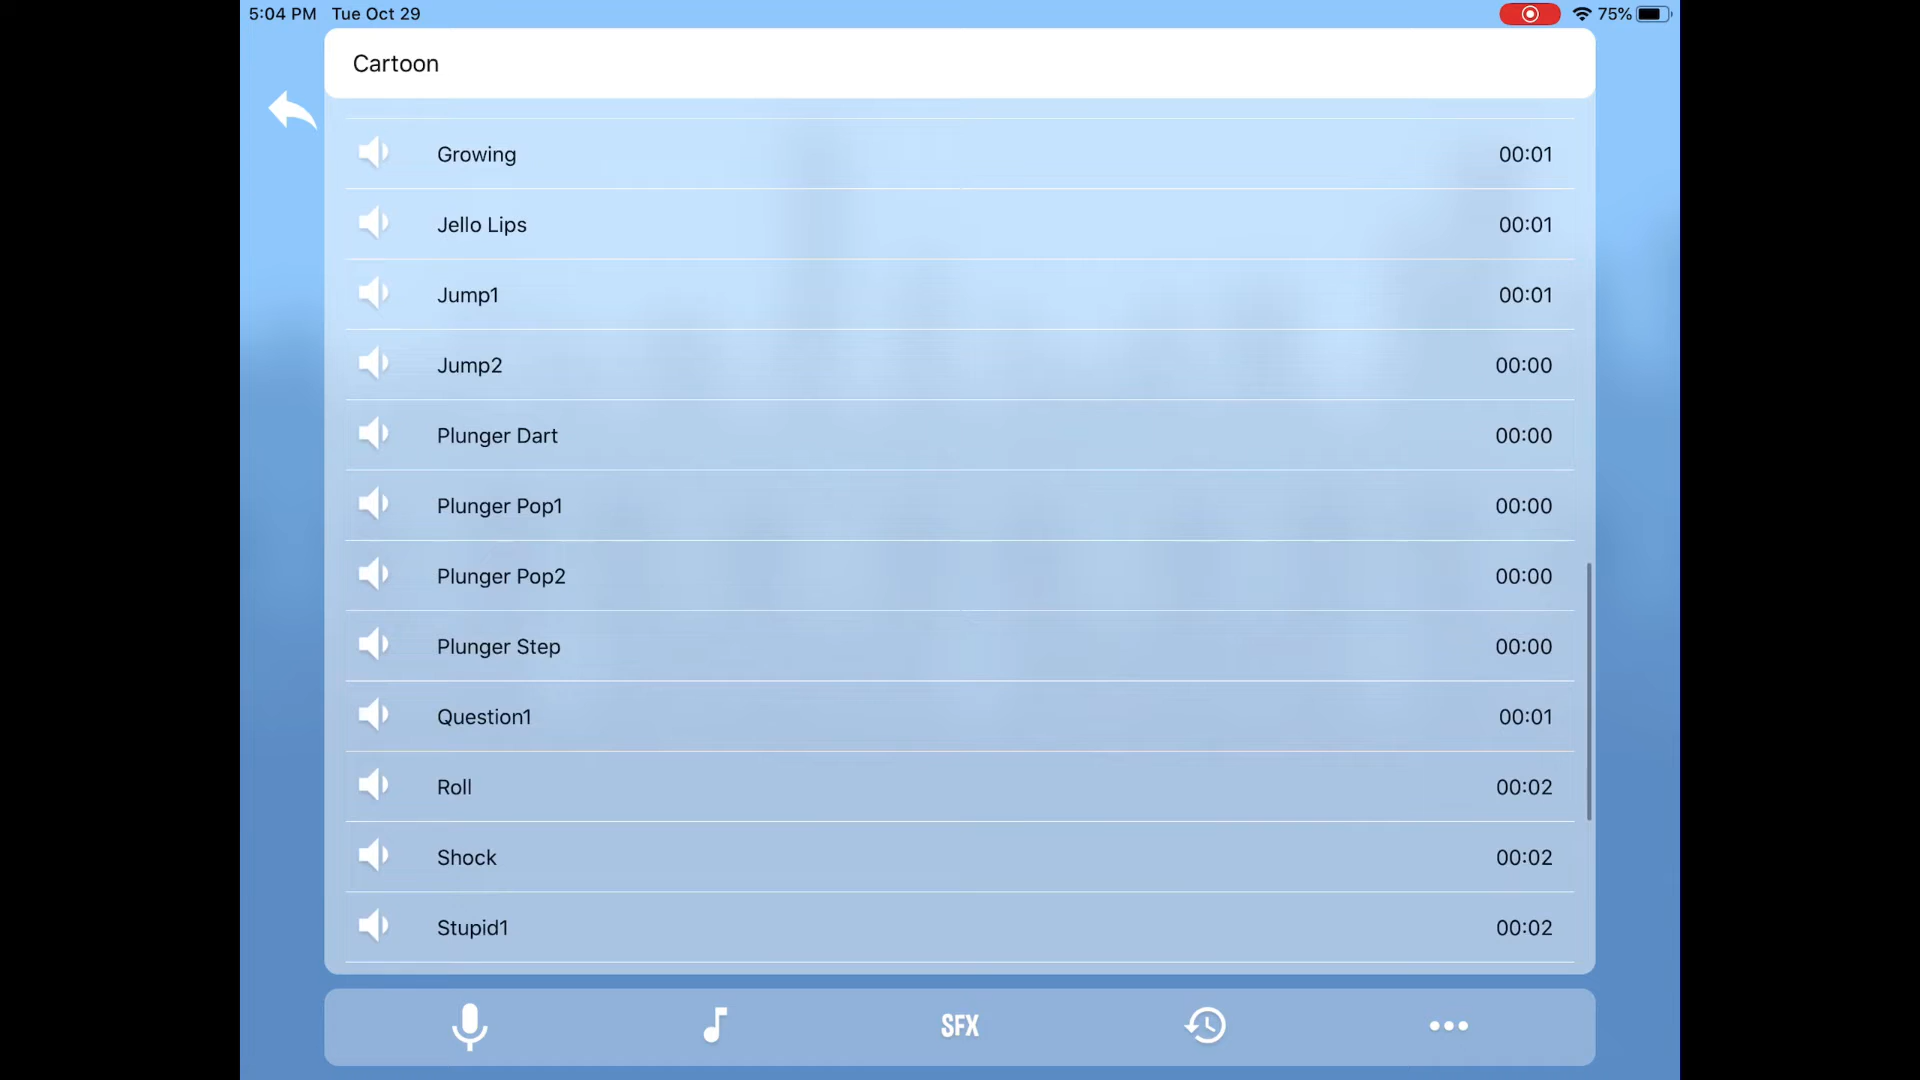 5:04 PM Tue Oct 29 75%
Cartoon
Growing 00:01
Jello Lips 00:01
Jump1 00:01
Jump2 00:00
Plunger Dart 00:00
Plunger Pop1 00:00
Plunger Pop2 00:00
Plunger Step 00:00
Question1 00:01
Roll 00:02
Shock 00:02
Stupid1 00:02
SFX